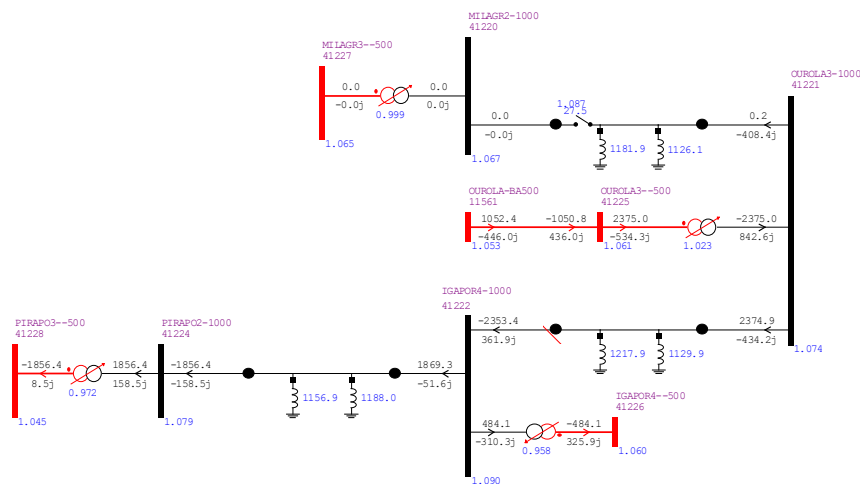 MILAGR2-1000
41220
MILAGR3--500
41227
0.0
-0.0j
0.999
0.0
0.0j
1.065
1.067
OUROLA3-1000
41221
0.0
-0.0j
1.087
27.5
1181.9
1126.1
0.2
-408.4j
OUROLA-BA500
11561
OUROLA3--500
41225
1052.4
-446.0j
-1050.8
436.0j
2375.0
-534.3j
-2375.0
842.6j
1.053
1.061
1.023
IGAPOR4-1000
41222
-2353.4
361.9j
1217.9
1129.9
2374.9
-434.2j
1.074
PIRAPO3--500
41228
PIRAPO2-1000
41224
-1856.4
8.5j
0.972
1856.4
158.5j
-1856.4
-158.5j
1156.9
1188.0
1869.3
-51.6j
1.045
1.079
IGAPOR4--500
41226
484.1
-310.3j
-484.1
325.9j
0.958
1.060
1.090